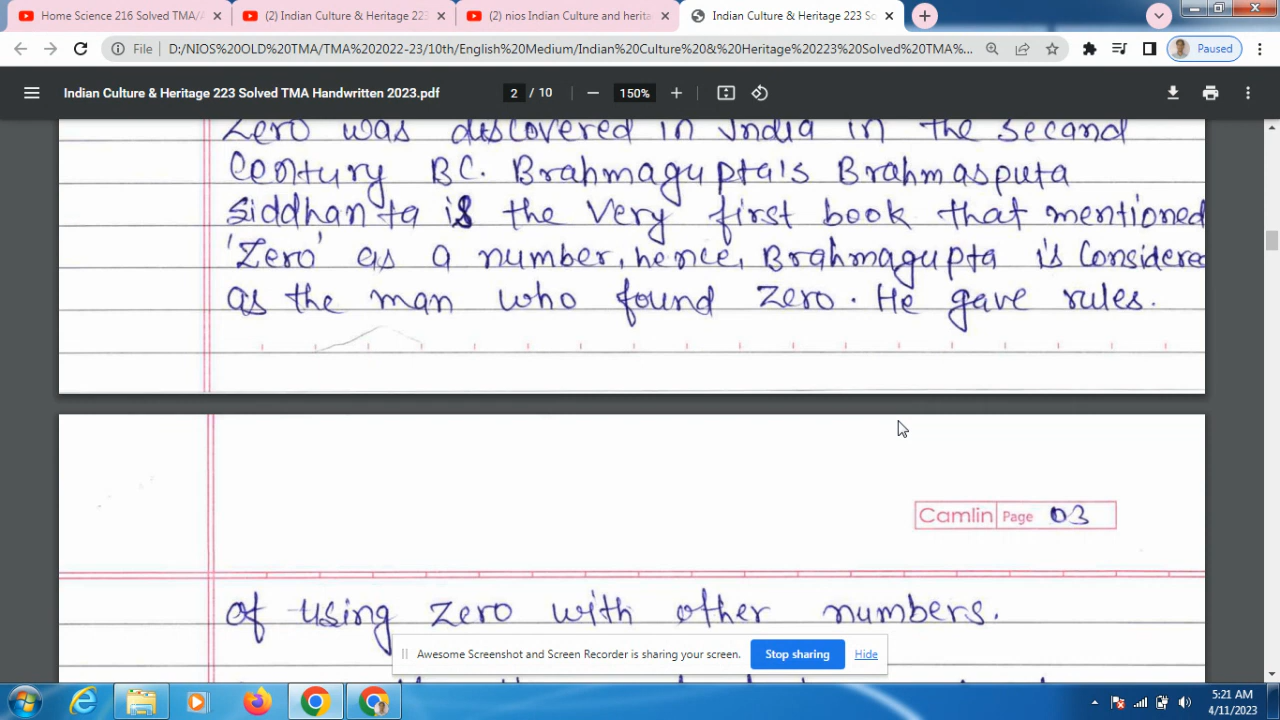 Home Science 216 Solved TMA/
(2) Indian Culture & Heritage 223
(2) Nios Indian culture and herita
Indian Culture & Heritage 223 So
File
D:/NIOS%20OLD%20TMA/TMA%202022-23/10th/English%20Medium/Indian%20Culture%20&%20Heritage%20223%20Solved%20TMA%...
Paused
Indian Culture & Heritage 223 Solved TMA Handwritten 2023.pdf
2 / 10
150%
Zero was discovered in India in the second
Century BC. Brahmagupta's Brahmasputa
Siddhanta is the very first book that mentioned
'Zero' as a number, hence, Brahmagupta is Considered
as the man who found zero. He gave rules.
Camlin Page 03
of using zero with other numbers.
Awesome Screenshot and Screen Recorder is sharing your screen.
Stop sharing
Hide
5:21 AM
4/11/2023